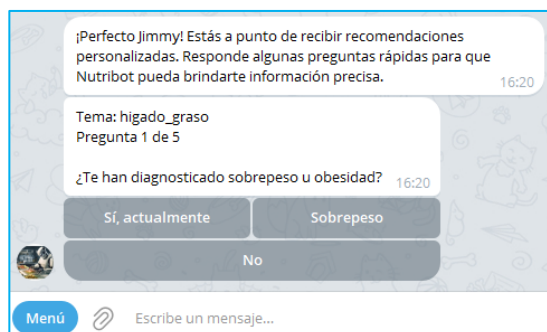 ¡Perfecto Jimmy! Estás a punto de recibir recomendaciones
personalizadas. Responde algunas preguntas rápidas para que
Nutribot pueda brindarte información precisa.
16:20
Tema: higado_graso
Pregunta 1 de 5
¿Te han diagnosticado sobrepeso u obesidad?
16:20
Sí, actualmente
Sobrepeso
No
Menú
Escribe un mensaje...